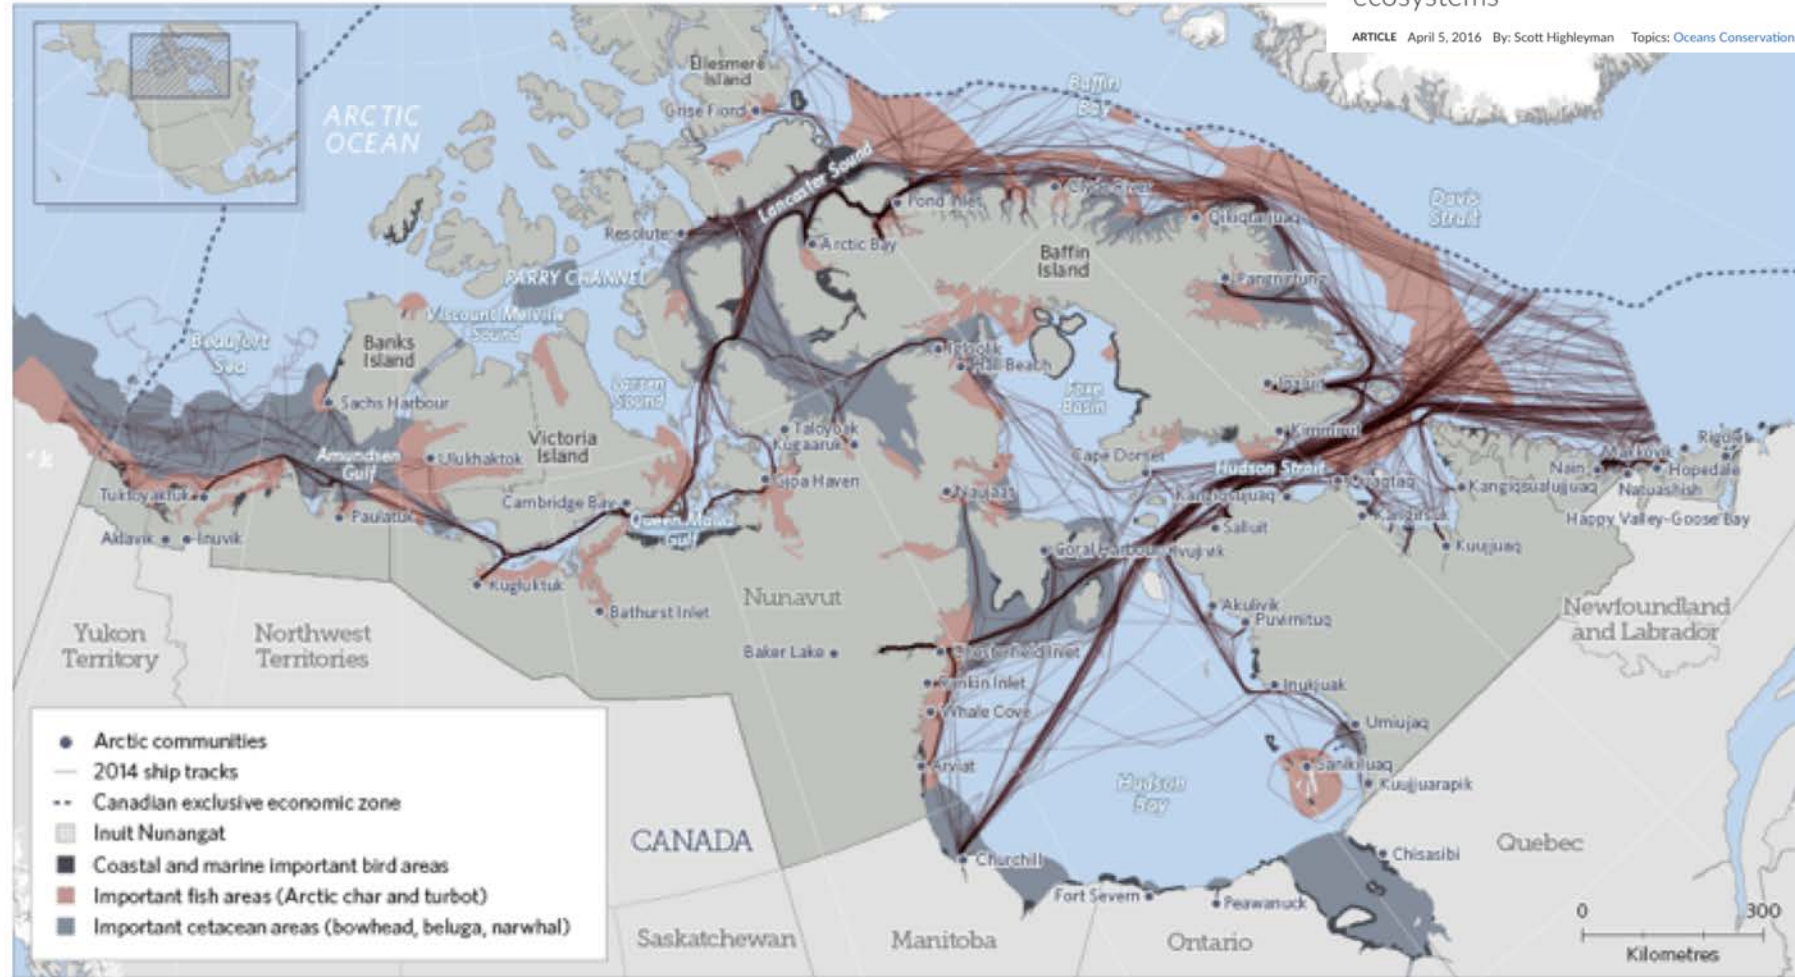 ecosystems
ARTICLE April 5, 2016 By: Scott Highleyman Topics: Oceans Conservation
Ellesmere
Island
Baffin
Bay
Grise Fiord
ARCTIC
OCEAN
Lancaster Sound
Clyde River
Pond Inlet
Davis
Strait
Qikiqtarjuaq
Resolute
Arctic Bay
Baffin
Island
PARRY CHANNEL
Pangnirtung
Viscount Melville
Sound
Beaufort
Sea
Banks
Island
Igloolik
Hall Beach
Larsen
Sound
Foxe
Basin
Iqaluit
Sachs Harbour
Taloyoak
Kugaaruk
Kimmirut
Victoria
Island
Amundsen
Gulf
Ulukhaktok
Cape Dorset
Hudson Strait
Makkovik
Rigolet
Nain
Hopedale
Natuashish
Gjoa Haven
Naujaat
Quaqtaq
Kangiqsualujjuaq
Tuktoyaktuk
Cambridge Bay
Kangiqsujuaq
Queen Maud
Gulf
Paulatuk
Salluit
Kangirsuk
Happy Valley-Goose Bay
Aklavik
Inuvik
Coral Harbour
Ivujivik
Kuujjuaq
Kugluktuk
Nunavut
Bathurst Inlet
Akulivik
Puvirnituq
Newfoundland
and Labrador
Yukon
Territory
Northwest
Territories
Baker Lake
Chesterfield Inlet
Rankin Inlet
Inukjuak
Whale Cove
Umiujaq
Arctic communities
2014 ship tracks
Canadian exclusive economic zone
Inuit Nunangat
Coastal and marine important bird areas
Important fish areas (Arctic char and turbot)
Important cetacean areas (bowhead, beluga, narwhal)
Arviat
Sanikiluaq
Hudson
Bay
Kuujjuarapik
CANADA
Churchill
Chisasibi
Quebec
Fort Severn
Peawanuck
Saskatchewan
Manitoba
Ontario
0 300
Kilometres